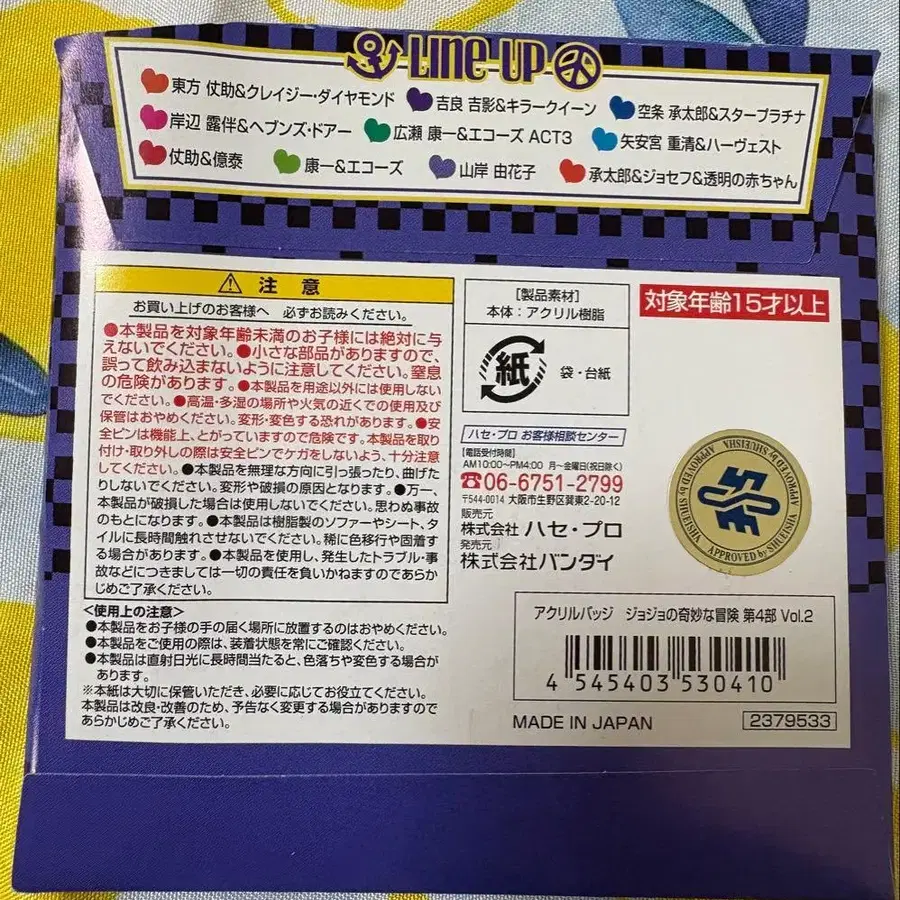 LINE-UP
東方 仗助&クレイジー・ダイヤモンド
吉良 吉影&キラークイーン
空条 承太郎&スタープラチナ
岸辺 露伴&ヘブンズ・ドアー
広瀬 康一&エコーズ ACT3
矢安宮 重清&ハーヴェスト
仗助&億泰
康一&エコーズ
山岸 由花子
承太郎&ジョセフ&透明の赤ちゃん
注 意
お買い上げのお客様へ 必ずお読みください。
●本製品を対象年齢未満のお子様には絶対に与
えないでください。●小さな部品がありますので、
誤って飲み込まないように注意してください。窒息
の危険があります。●本製品を用途以外には使用しない
でください。●高温・多湿の場所や火気の近くでの使用及び
保管はおやめください。変形・変色する恐れがあります。●安
全ピンは機能上、とがっていますので危険です。本製品を取り
付け・取り外しの際は安全ピンでケガをしないよう、十分注意
してください。●本製品を無理な方向に引っ張ったり、曲げた
りしないでください。変形や破損の原因となります。●万一、
本製品が破損した場合は使用しないでください。思わぬ事故
のもとになります。●本製品は樹脂製のソファーやシート、タ
イルに長時間触れさせないでください。稀に色移行や固着す
る場合があります。●本製品を使用し、発生したトラブル・事
故などにつきましては一切の責任を負いかねますのであらか
じめご了承ください。
<使用上の注意>
●本製品をお子様の手の届く場所に放置するのはおやめください。
●本製品をご使用の際は、装着状態を常にご確認ください。
●本製品は直射日光に長時間当たると、色落ちや変色する場合が
あります。
※本紙は大切に保管いただき、必要に応じてお役立てください。
本製品は改良・改善のため、予告なく変更する場合がありますので
あらかじめご了承ください。
[製品素材]
本体:アクリル樹脂
紙
袋・台紙
ハセ・プロ お客様相談センター
【電話受付時間】
AM10:00〜PM4:00 月〜金曜日(祝日除く)
☎06-6751-2799
〒544-0014 大阪市生野区巽東2-20-12
販売元
株式会社 ハセ・プロ
発売元
株式会社バンダイ
対象年齢15才以上
APPROVED by SHUEISHA
APPROVED by SHUEISHA
APPROVED by SHUEISHA
アクリルバッジ ジョジョの奇妙な冒険 第4部 Vol.2
4 545403 530410
MADE IN JAPAN
2379533